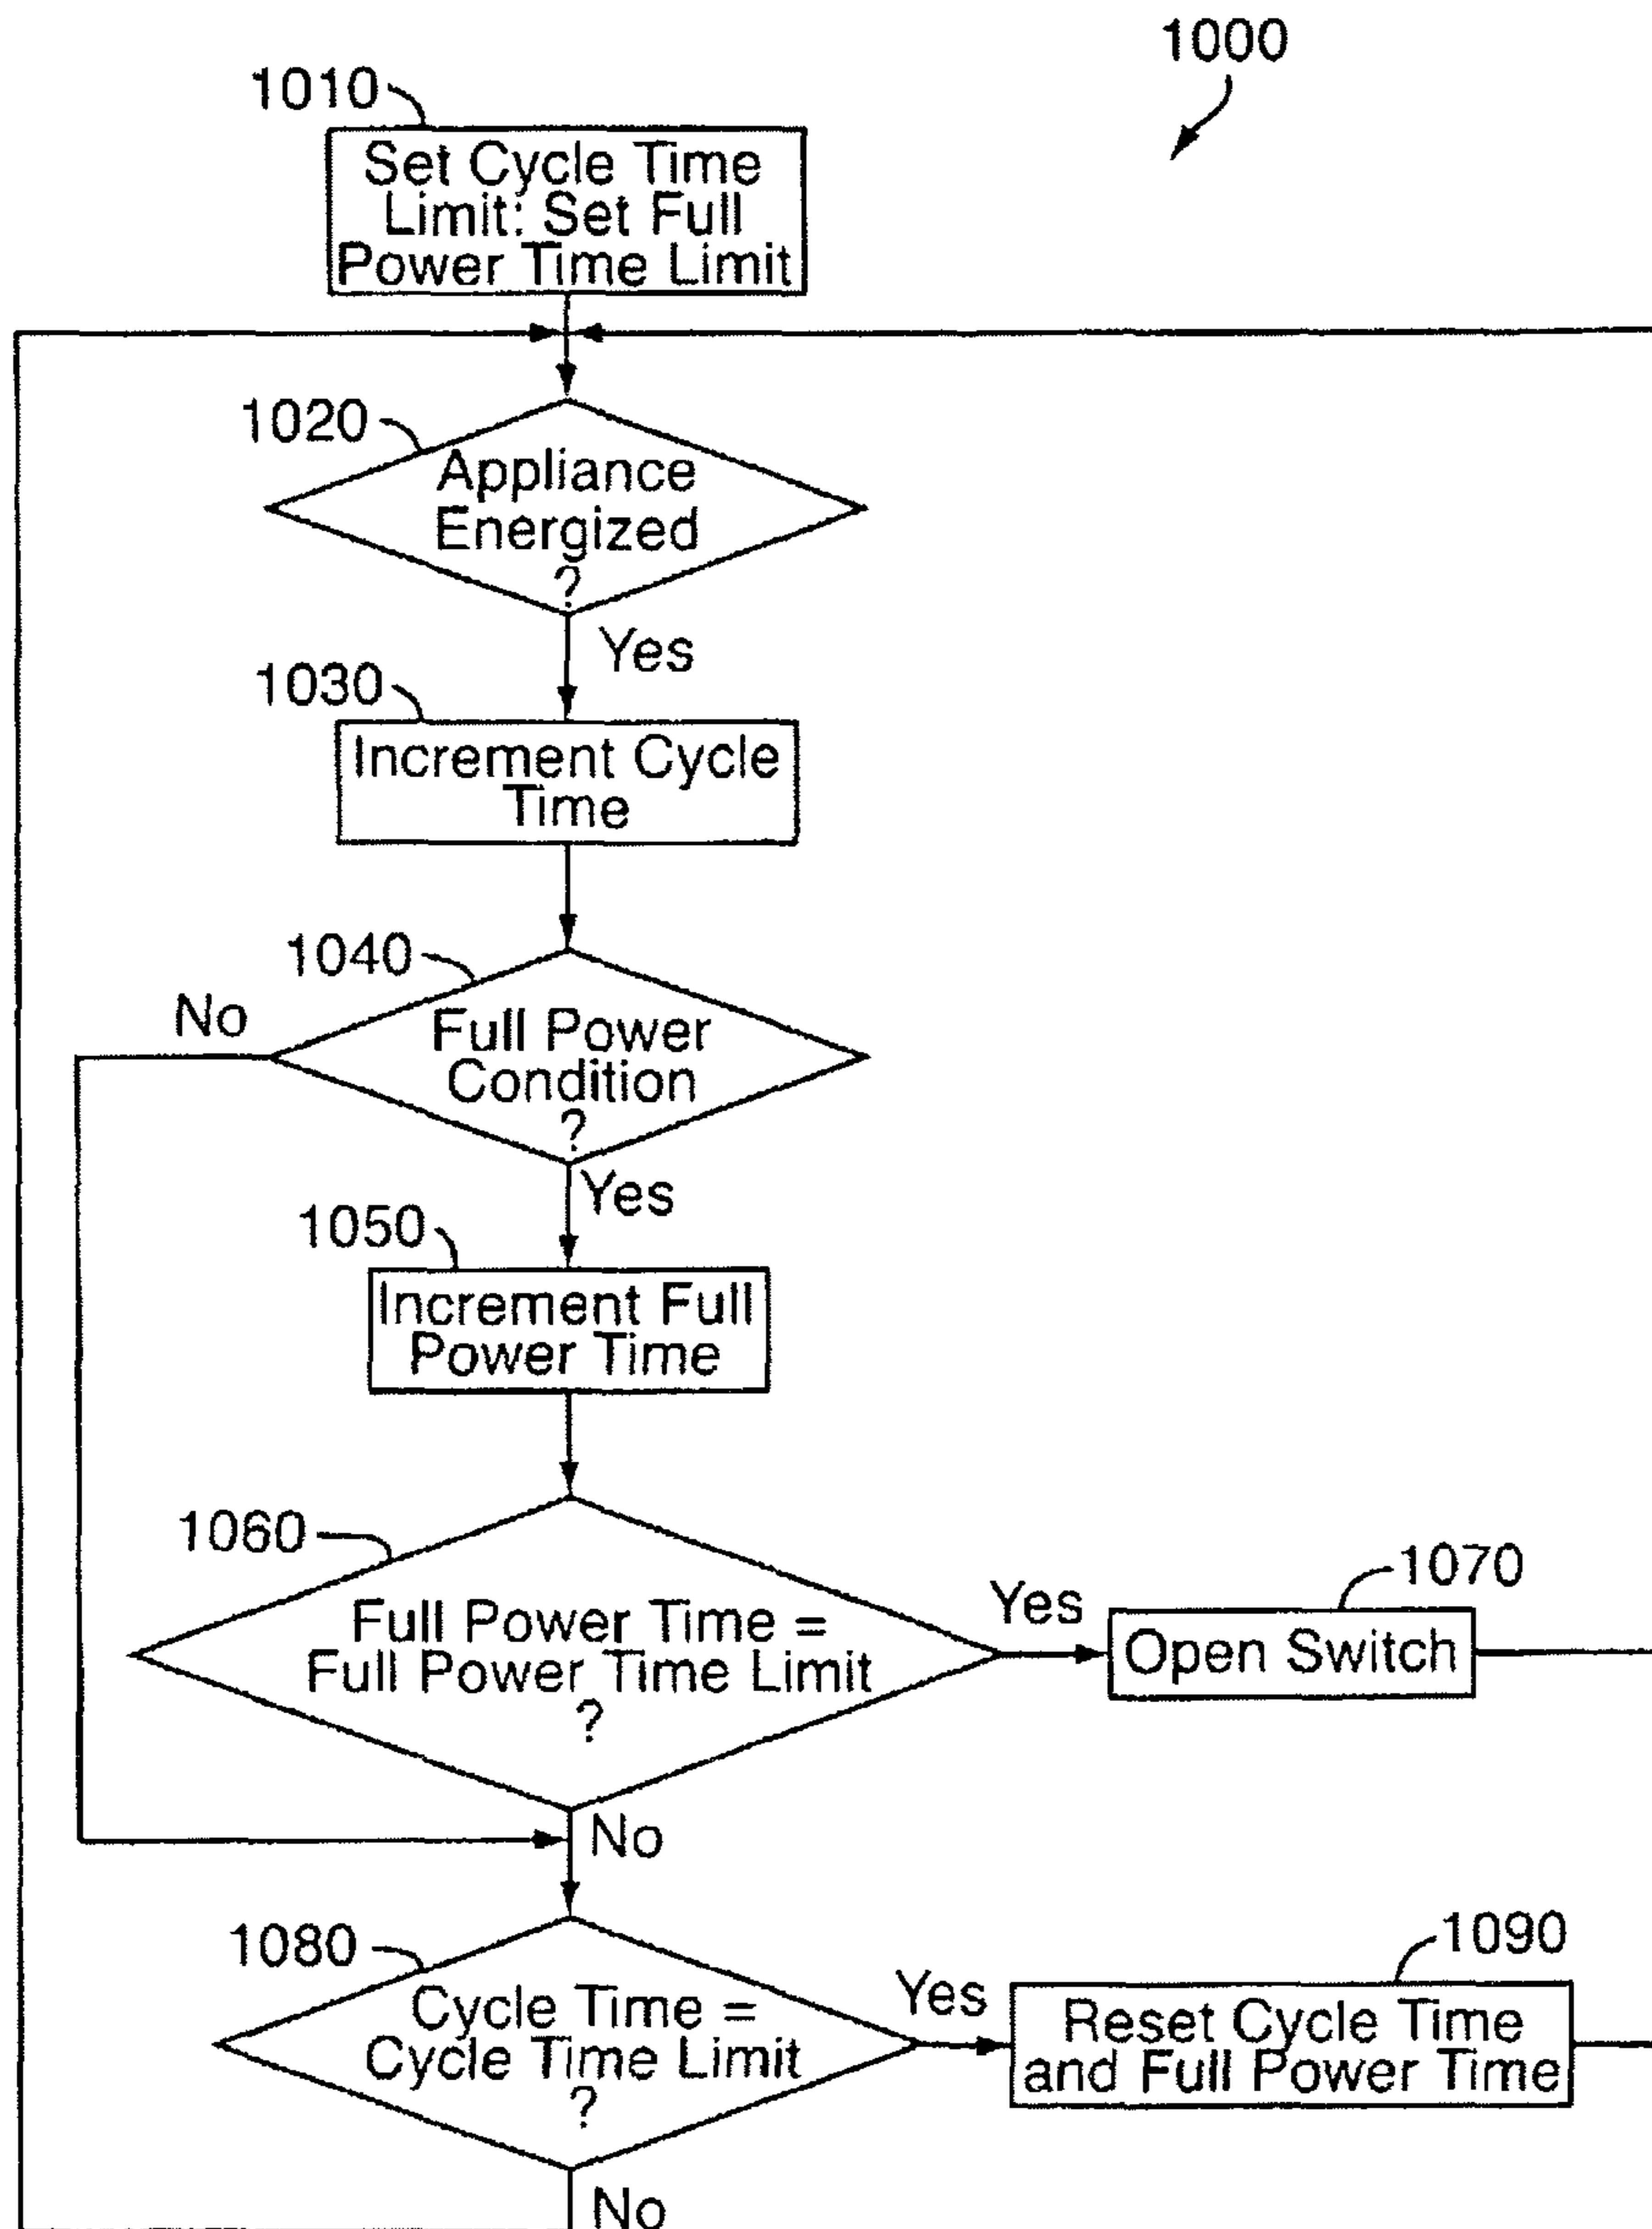 1000
1010
Set Cycle Time
Limit: Set Full
Power Time Limit
1020
Appliance
Energized
?
Yes
1030
Increment Cycle
Time
1040
No
Full Power
Condition
?
Yes
1050
Increment Full
Power Time
1060
Full Power Time =
Full Power Time Limit
?
Yes
1070
Open Switch
No
1080
Cycle Time =
Cycle Time Limit
?
Yes
1090
Reset Cycle Time
and Full Power Time
No